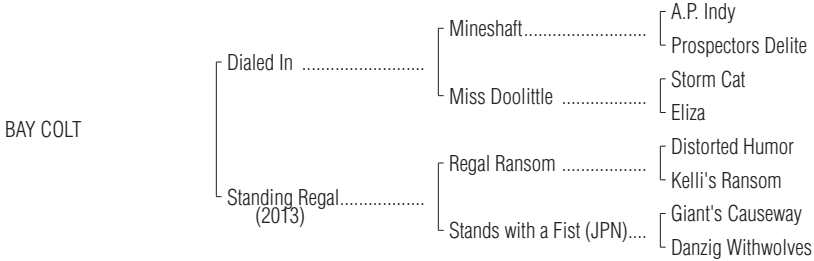 A.P. Indy
Mineshaft..........................
Prospectors Delite
Dialed In ..........................
Storm Cat
Miss Doolittle ..................
Eliza
BAY COLT
Distorted Humor
Regal Ransom ..................
Kelli's Ransom
Standing Regal..................
(2013)
Giant's Causeway
Stands with a Fist (JPN)....
Danzig Withwolves